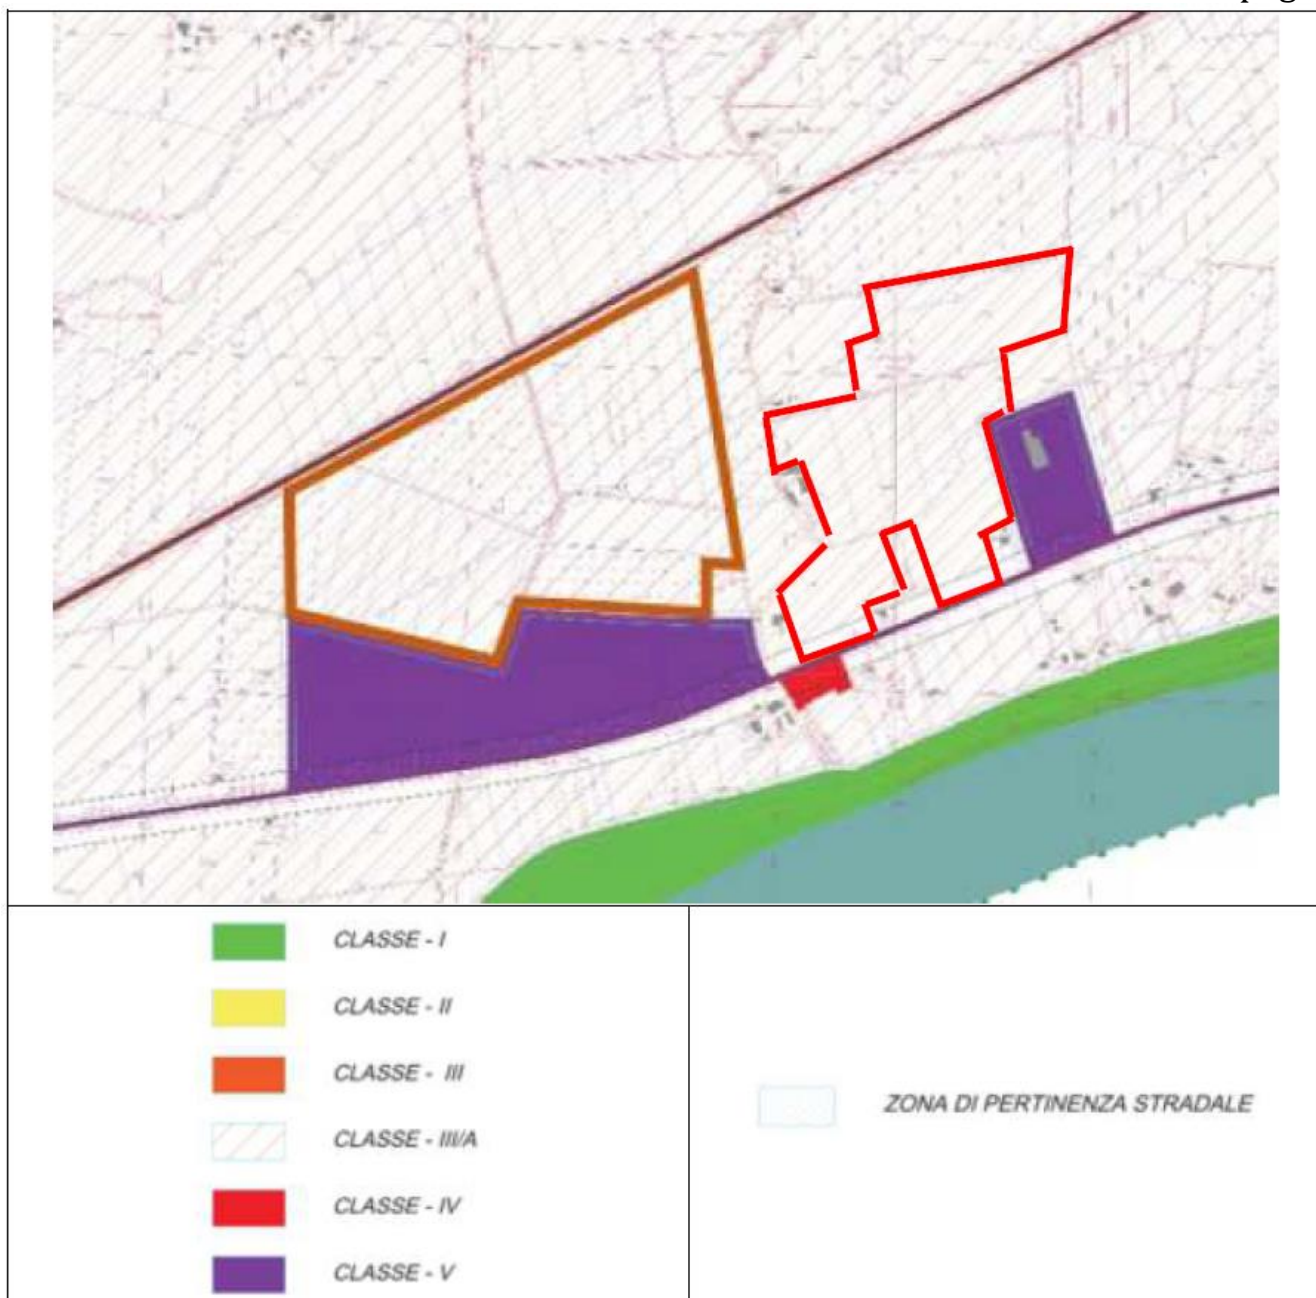 CLASSE - I
CLASSE - II
CLASSE - III
CLASSE - III/A
CLASSE - IV
CLASSE - V
ZONA DI PERTINENZA STRADALE